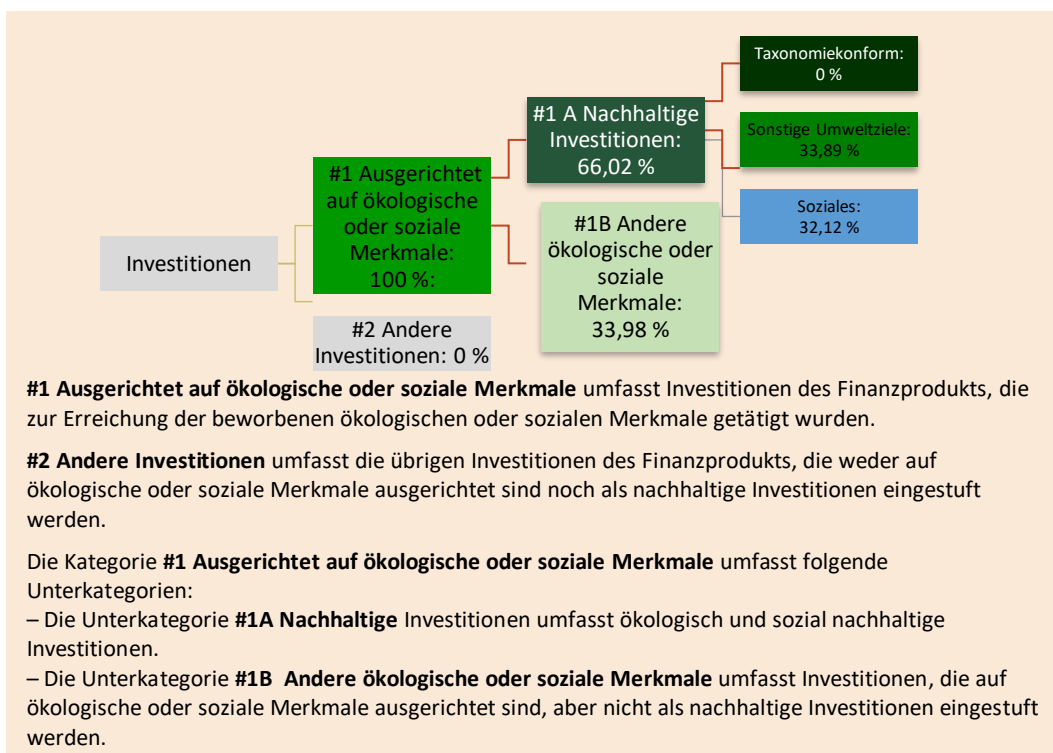 Investitionen
#1 Ausgerichtet
auf ökologische
oder soziale
Merkmale:
100 %:
#2 Andere
Investitionen: 0 %
#1 A Nachhaltige
Investitionen:
66,02 %
#1B Andere
ökologische oder
soziale
Merkmale:
33,98 %
Taxonomiekonform:
0 %
Sonstige Umweltziele:
33,89 %
Soziales:
32,12 %
#1 Ausgerichtet auf ökologische oder soziale Merkmale umfasst Investitionen des Finanzprodukts, die
zur Erreichung der beworbenen ökologischen oder sozialen Merkmale getätigt wurden.
#2 Andere Investitionen umfasst die übrigen Investitionen des Finanzprodukts, die weder auf
ökologische oder soziale Merkmale ausgerichtet sind noch als nachhaltige Investitionen eingestuft
werden.
Die Kategorie #1 Ausgerichtet auf ökologische oder soziale Merkmale umfasst folgende
Unterkategorien:
– Die Unterkategorie #1A Nachhaltige Investitionen umfasst ökologisch und sozial nachhaltige
Investitionen.
– Die Unterkategorie #1B Andere ökologische oder soziale Merkmale umfasst Investitionen, die auf
ökologische oder soziale Merkmale ausgerichtet sind, aber nicht als nachhaltige Investitionen eingestuft
werden.